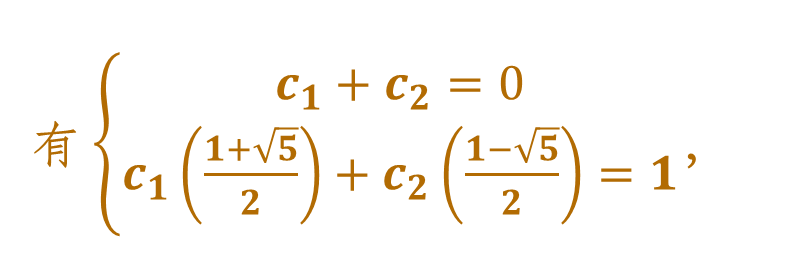 有 { c₁ + c₂ = 0
c₁((1+√5)/2) + c₂((1−√5)/2) = 1 ,